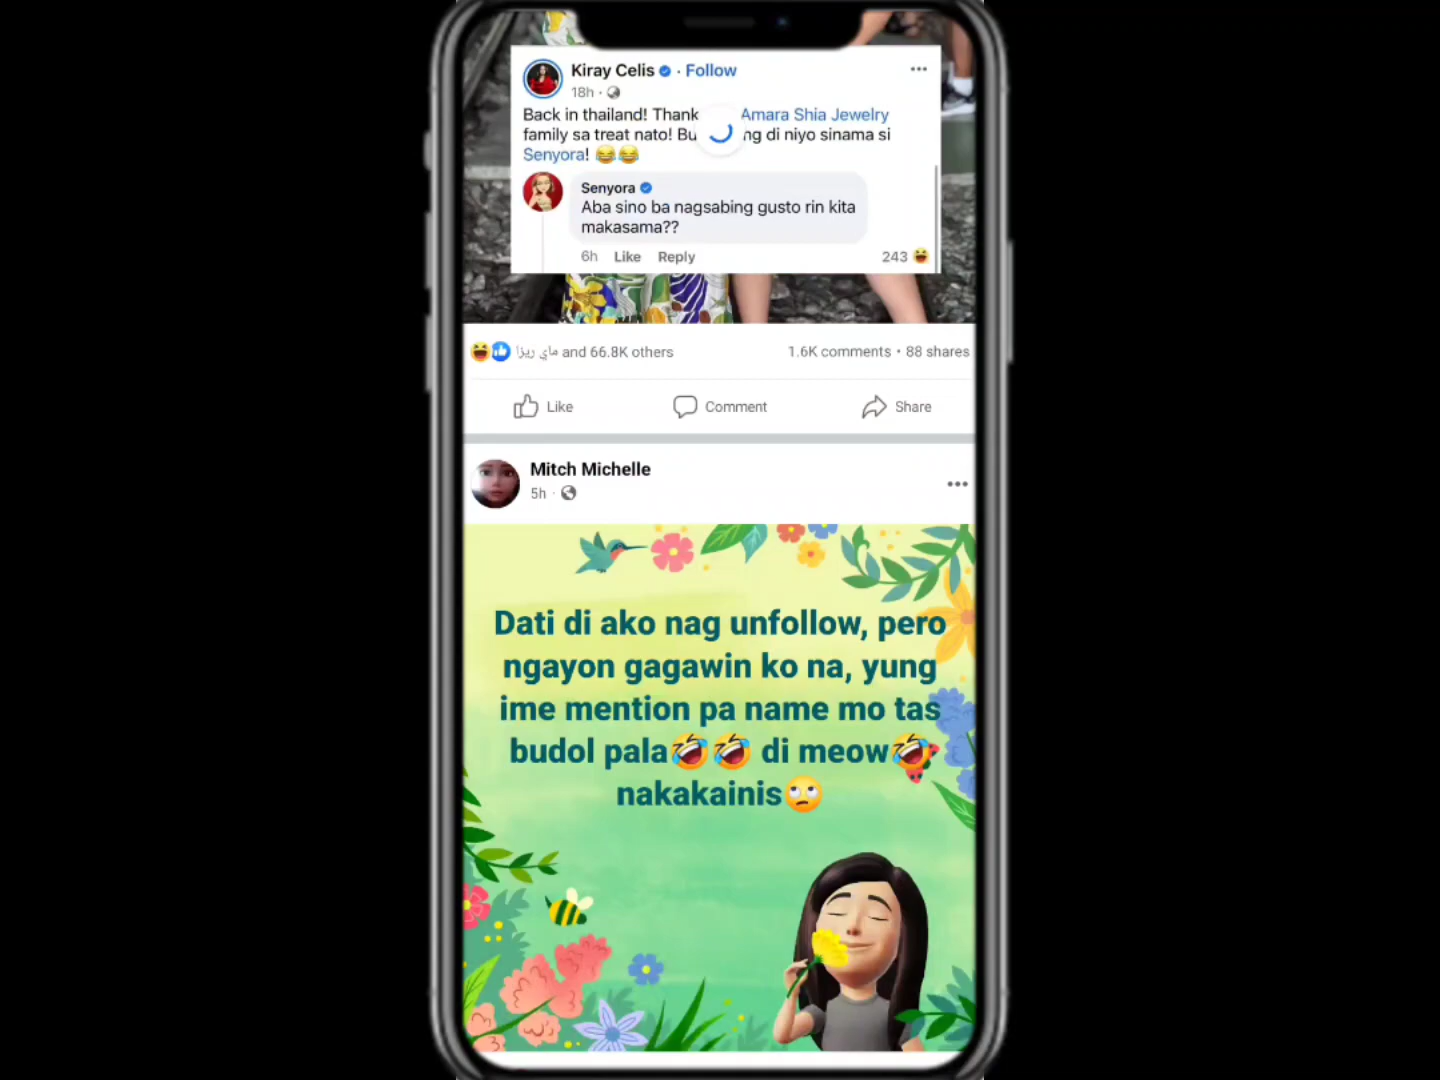 Kiray Celis · Follow
18h ·
Back in thailand! Thank Amara Shia Jewelry
family sa treat nato! Bu ng di niyo sinama si
Senyora! 😂😂
Senyora
Aba sino ba nagsabing gusto rin kita
makasama??
6h Like Reply 243 😆
ماي ريزا and 66.8K others 1.6K comments • 88 shares
Like Comment Share
Mitch Michelle
5h ·
Dati di ako nag unfollow, pero
ngayon gagawin ko na, yung
ime mention pa name mo tas
budol pala🤣🤣 di meow🤣
nakakainis🙄